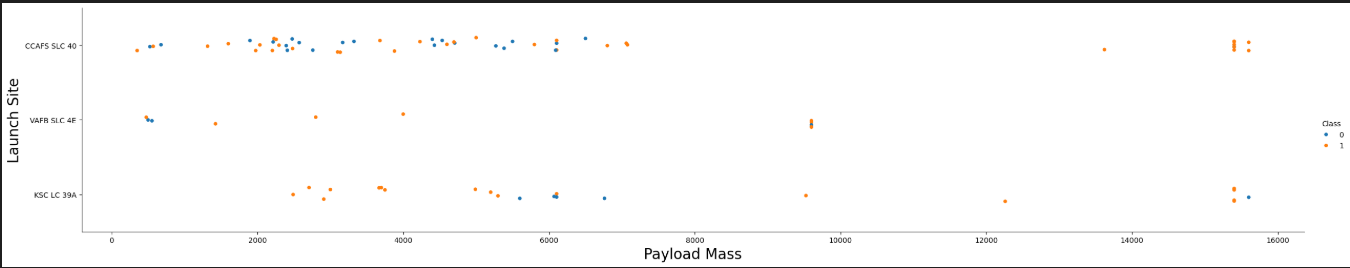 CCAFS SLC 40
VAFB SLC 4E
KSC LC 39A
Launch Site
0 2000 4000 6000 8000 10000 12000 14000 16000
Payload Mass
Class
0
1